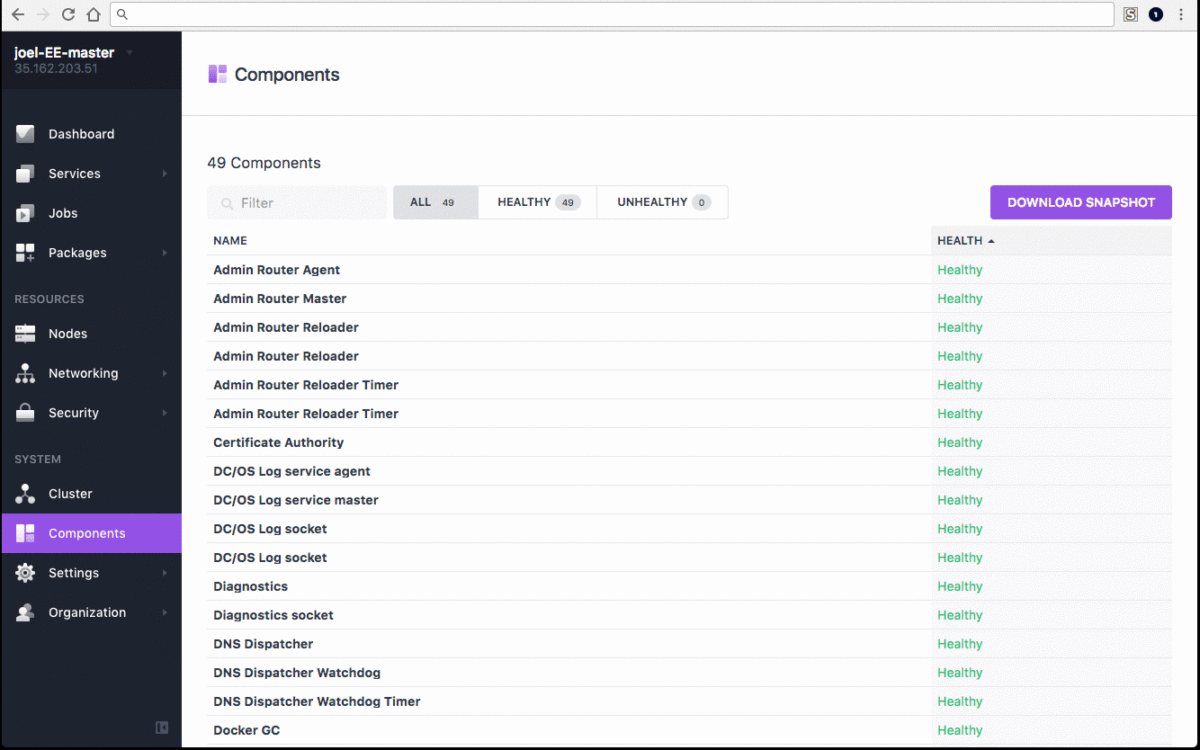 joel-EE-master
35.162.203.51
Dashboard
Services
Jobs
Packages
RESOURCES
Nodes
Networking
Security
SYSTEM
Cluster
Components
Settings
Organization
Components
49 Components
Filter
ALL 49
HEALTHY 49
UNHEALTHY 0
DOWNLOAD SNAPSHOT
NAME HEALTH
Admin Router Agent Healthy
Admin Router Master Healthy
Admin Router Reloader Healthy
Admin Router Reloader Healthy
Admin Router Reloader Timer Healthy
Admin Router Reloader Timer Healthy
Certificate Authority Healthy
DC/OS Log service agent Healthy
DC/OS Log service master Healthy
DC/OS Log socket Healthy
DC/OS Log socket Healthy
Diagnostics Healthy
Diagnostics socket Healthy
DNS Dispatcher Healthy
DNS Dispatcher Watchdog Healthy
DNS Dispatcher Watchdog Timer Healthy
Docker GC Healthy